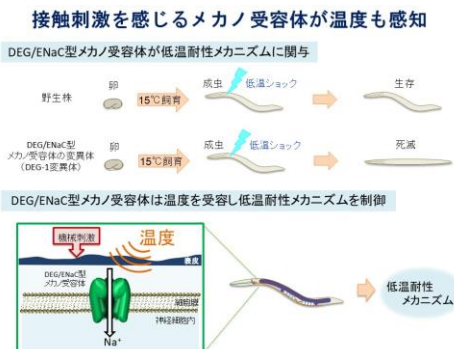 接触刺激を感じるメカノ受容体が温度も感知
DEG/ENaC型メカノ受容体が低温耐性メカニズムに関与
野生株
卵
15℃飼育
成虫
低温ショック
生存
DEG/ENaC型
メカノ受容体の変異体
(DEG-1変異体)
卵
15℃飼育
成虫
低温ショック
死滅
DEG/ENaC型メカノ受容体は温度を受容し低温耐性メカニズムを制御
機械刺激
温度
表皮
DEG/ENaC型
メカノ受容体
細胞膜
神経細胞内
Na⁺
低温耐性
メカニズム